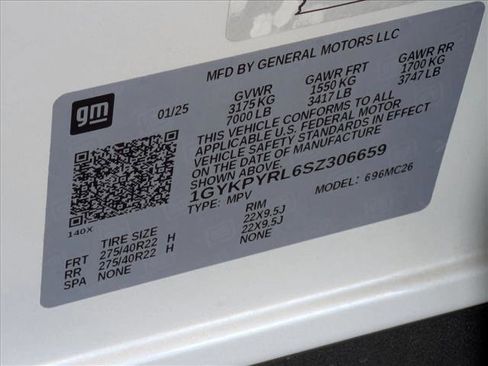 MFD BY GENERAL MOTORS LLC
gm
01/25
GVWR GAWR FRT GAWR RR
3175 KG 1550 KG 1700 KG
7000 LB 3417 LB 3747 LB
THIS VEHICLE CONFORMS TO ALL
APPLICABLE U.S. FEDERAL MOTOR
VEHICLE SAFETY STANDARDS IN EFFECT
ON THE DATE OF MANUFACTURE
SHOWN ABOVE.
1GYKPYRL6SZ306659
TYPE: MPV MODEL: 696MC26
140X
TIRE SIZE RIM
FRT 275/40R22 H 22X9.5J
RR 275/40R22 H 22X9.5J
SPA NONE NONE